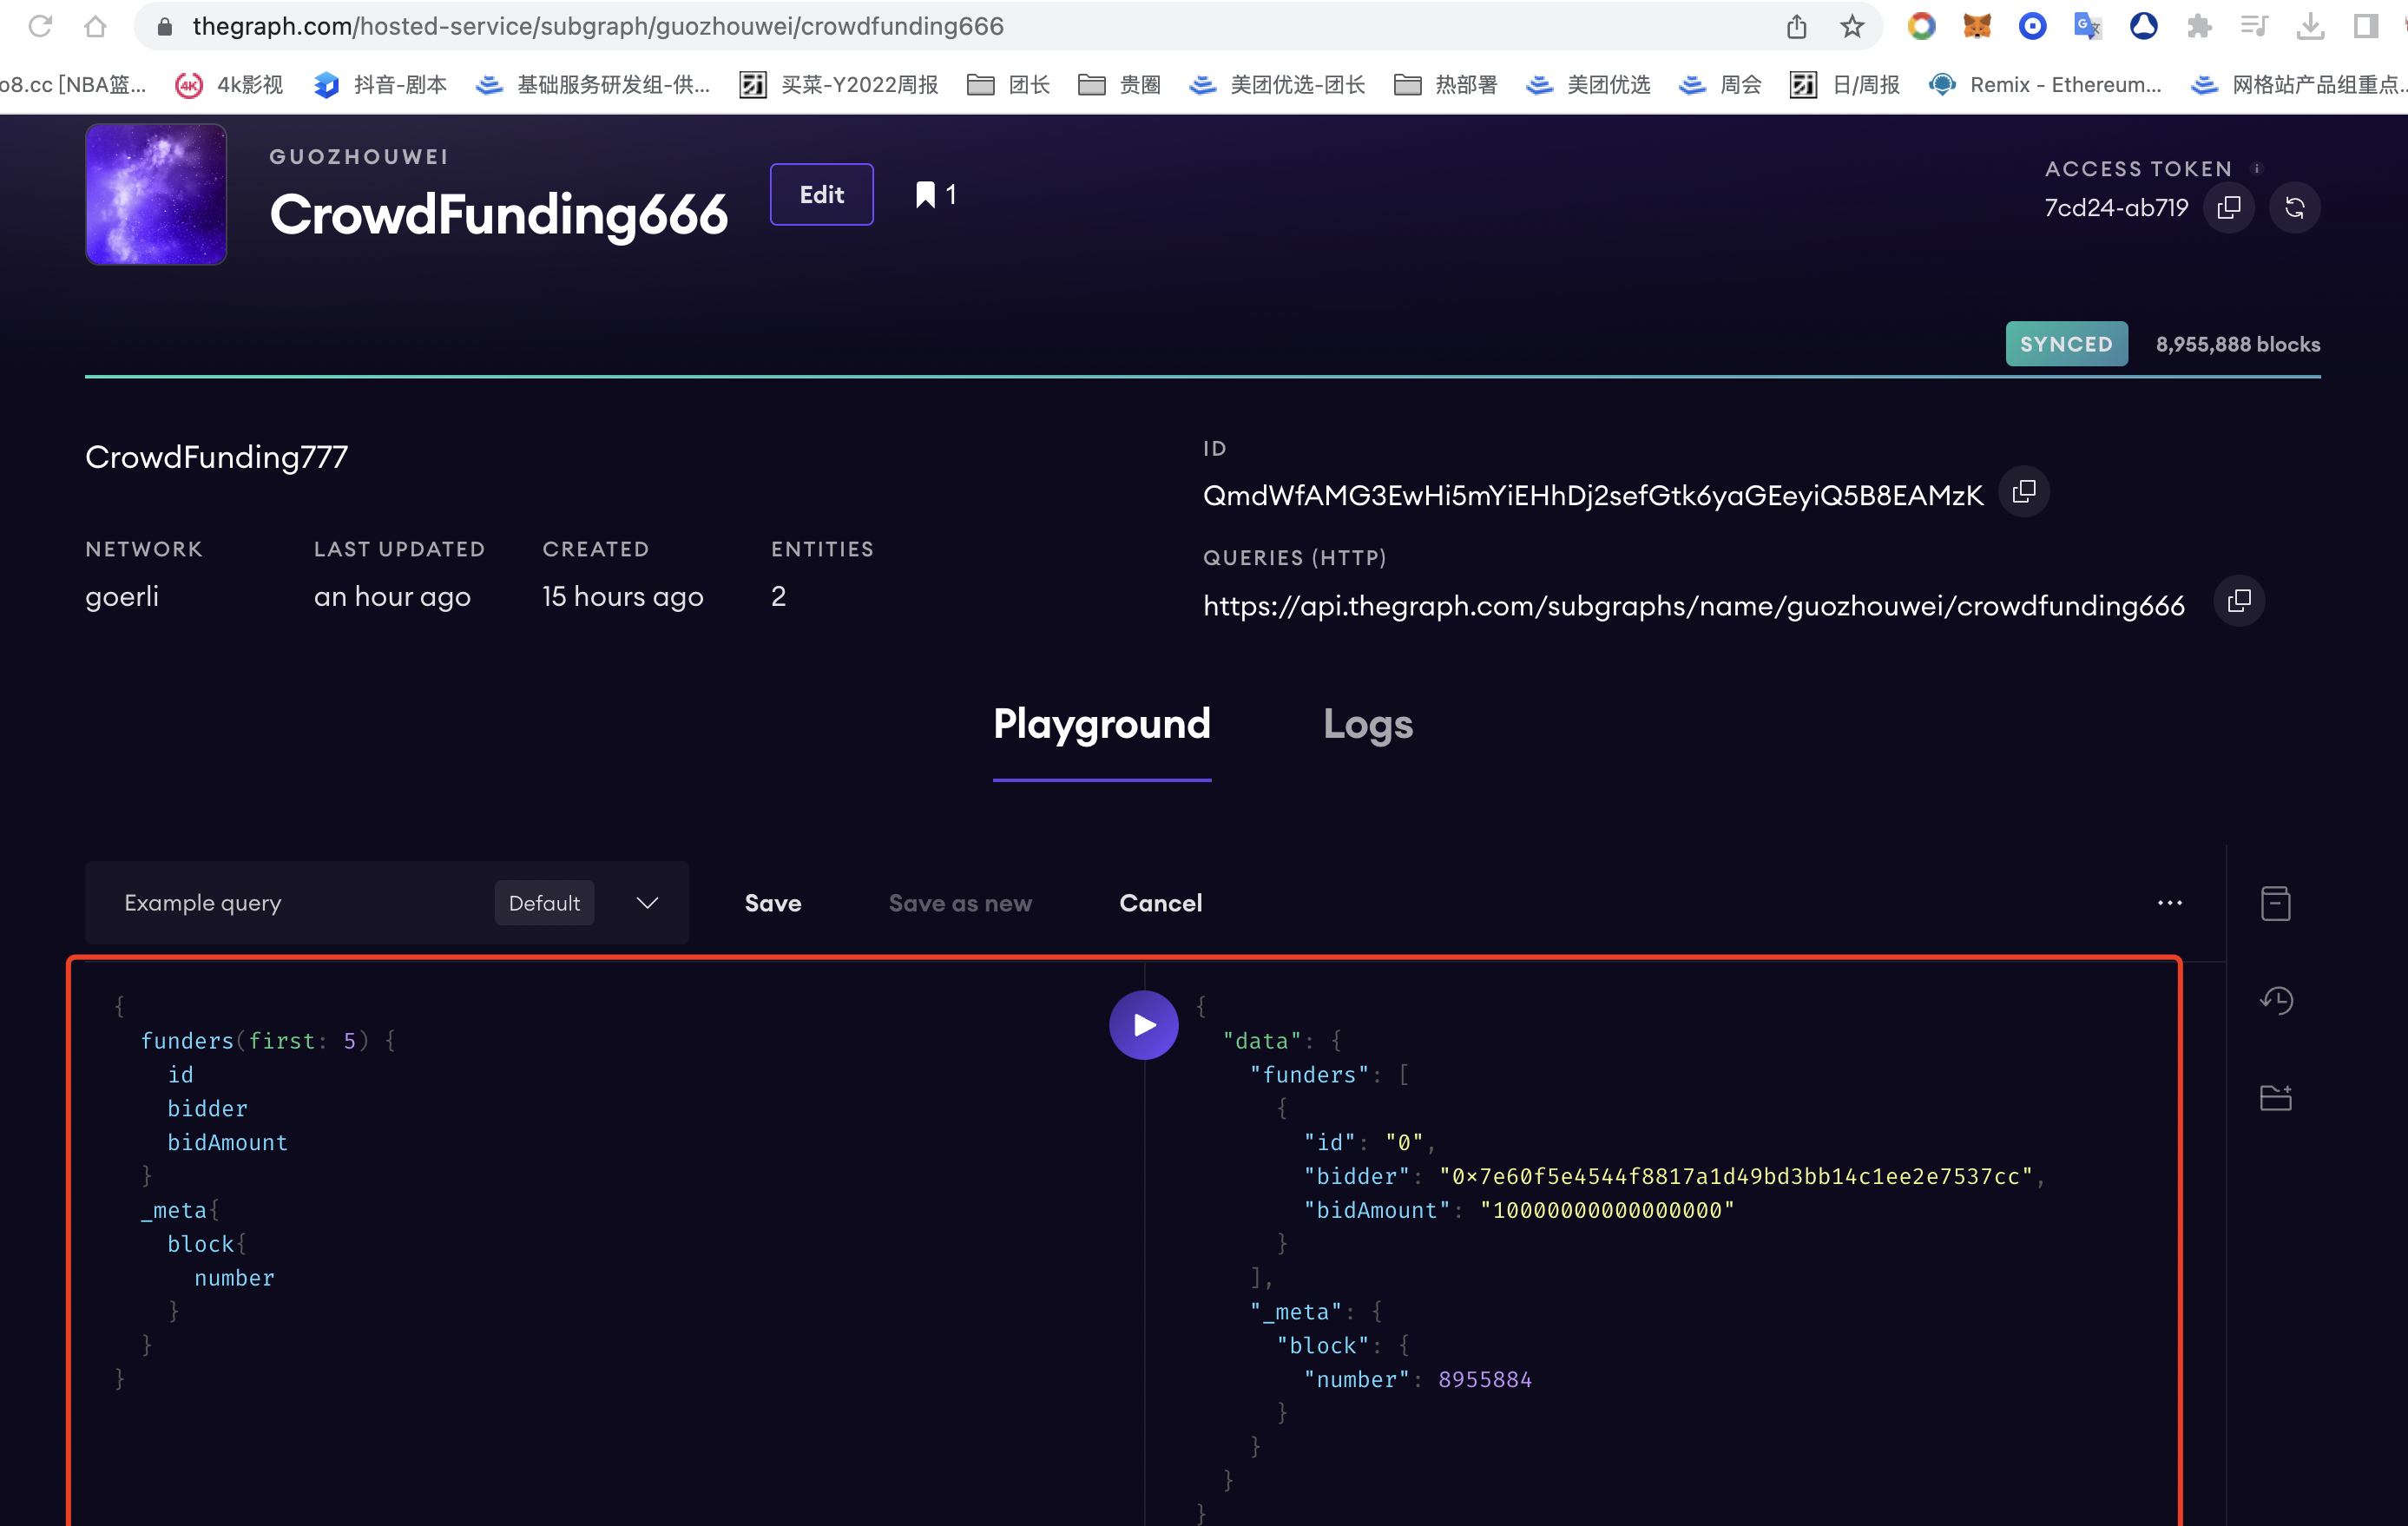 thegraph.com/hosted-service/subgraph/guozhouwei/crowdfunding666
o8.cc [NBA篮... 4k影视 抖音-剧本 基础服务研发组-供... 买菜-Y2022周报 团长 贵圈 美团优选-团长 热部署 美团优选 周会 日/周报 Remix - Ethereum... 网格站产品组重点...
GUOZHOUWEI
CrowdFunding666
Edit
1
ACCESS TOKEN
7cd24-ab719
SYNCED 8,955,888 blocks
CrowdFunding777
ID
QmdWfAMG3EwHi5mYiEHhDj2sefGtk6yaGEeyiQ5B8EAMzK
NETWORK LAST UPDATED CREATED ENTITIES
goerli an hour ago 15 hours ago 2
QUERIES (HTTP)
https://api.thegraph.com/subgraphs/name/guozhouwei/crowdfunding666
Playground Logs
Example query Default Save Save as new Cancel
{
funders(first: 5) {
id
bidder
bidAmount
}
_meta{
block{
number
}
}
}
{
"data": {
"funders": [
{
"id": "0",
"bidder": "0×7e60f5e4544f8817a1d49bd3bb14c1ee2e7537cc",
"bidAmount": "10000000000000000"
}
],
"_meta": {
"block": {
"number": 8955884
}
}
}
}